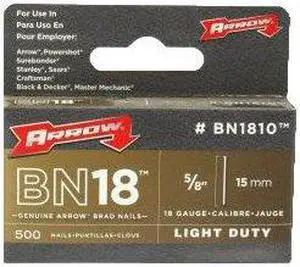 For Use In
Para Uso En
Pour Employer:
Arrow®, Powershot®
Surebonder®
Stanley®, Sears®
Craftsman®
Black & Decker®, Master Mechanic®
ARROW®
ARROW®
# BN1810™
BN18™
5/8" 15 mm
GENUINE ARROW® BRAD NAILS
18 GAUGE-CALIBRE-JAUGE
500 NAILS-PUNTILLAS-CLOUS
LIGHT DUTY